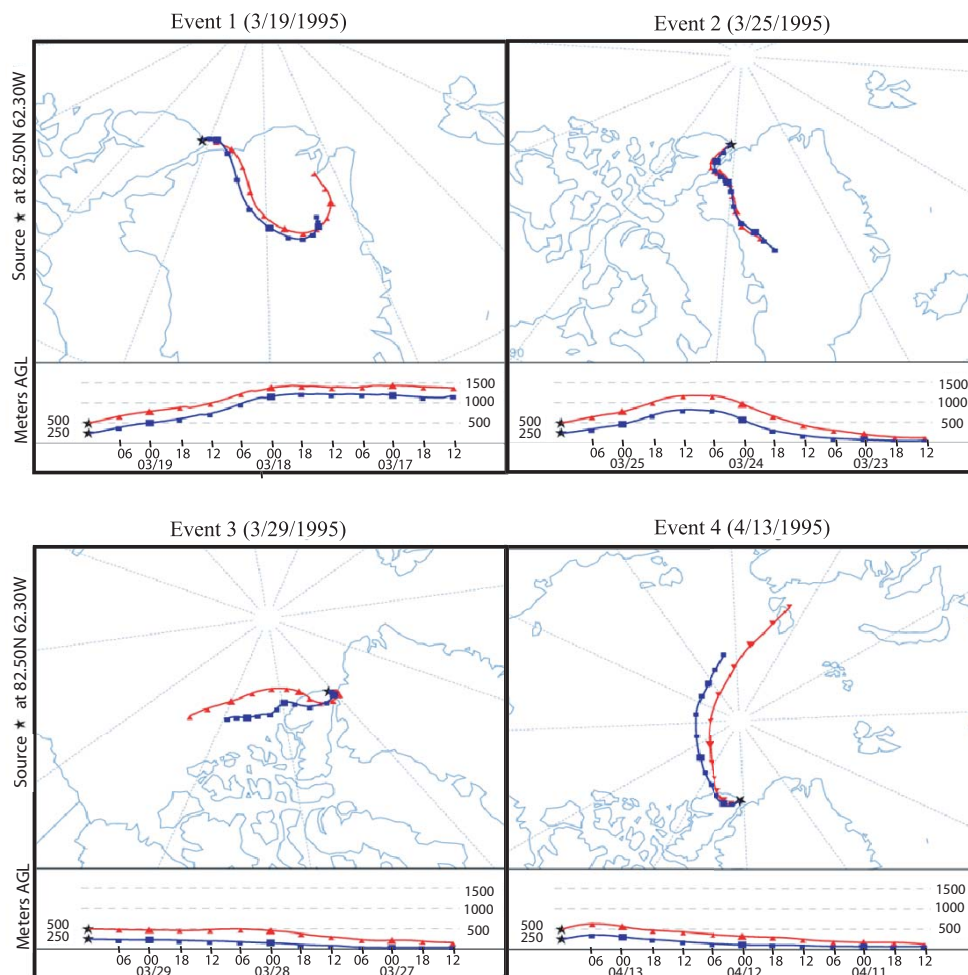 Event 1 (3/19/1995)
Event 2 (3/25/1995)
Source ★ at 82.50N 62.30W
90
Meters AGL
500
250
1500
1000
500
06 00 18 12 06 00 18 12 06 00 18 12
03/19 03/18 03/17
500
250
1500
1000
500
06 00 18 12 06 00 18 12 06 00 18 12
03/25 03/24 03/23
Event 3 (3/29/1995)
Event 4 (4/13/1995)
Source ★ at 82.50N 62.30W
Meters AGL
500
250
1500
1000
500
06 00 18 12 06 00 18 12 06 00 18 12
03/29 03/28 03/27
500
250
1500
1000
500
06 00 18 12 06 00 18 12 06 00 18 12
04/13 04/12 04/11